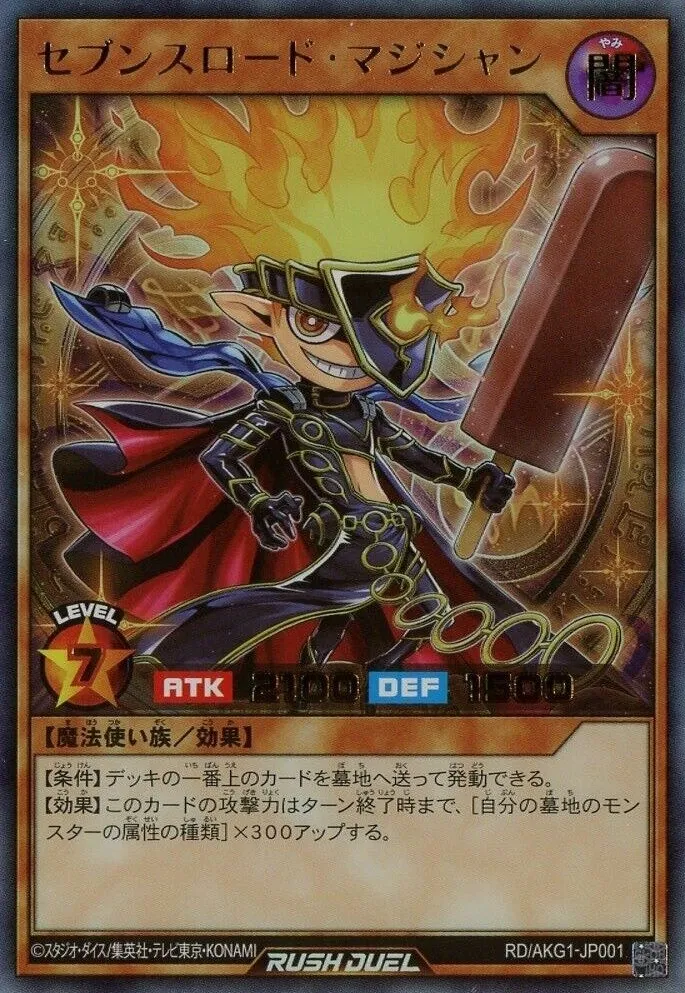 セブンスロード・マジシャン
やみ
闇
LEVEL
7
ATK 2100 DEF 1500
【魔法使い族／効果】
【条件】デッキの一番上のカードを墓地へ送って発動できる。
【効果】このカードの攻撃力はターン終了時まで、［自分の墓地のモン
スターの属性の種類］×300アップする。
©スタジオ・ダイス/集英社・テレビ東京・KONAMI
RUSH DUEL
RD/AKG1-JP001